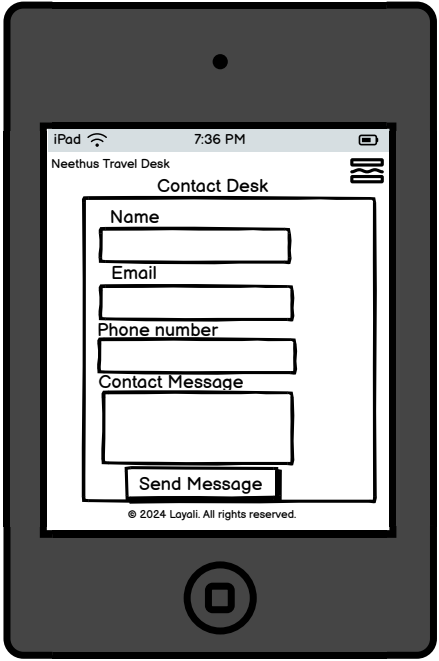 iPad 7:36 PM
Neethus Travel Desk
Contact Desk
Name
Email
Phone number
Contact Message
Send Message
© 2024 Layali. All rights reserved.